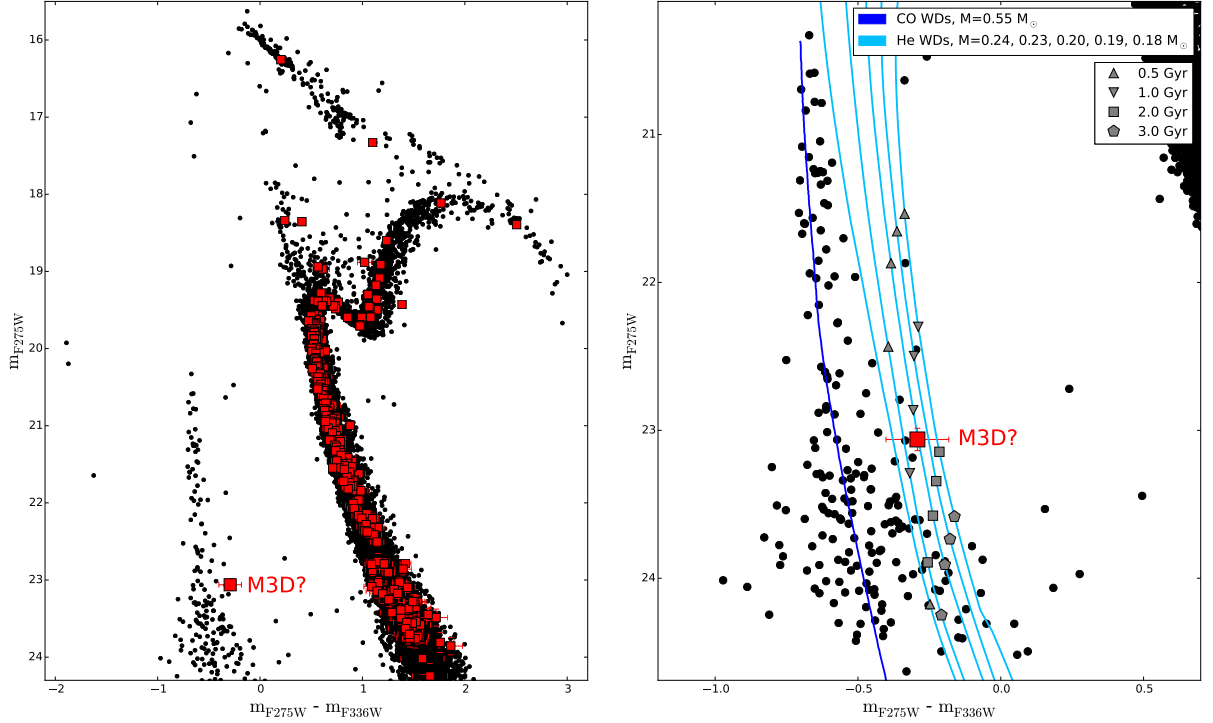 16
17
18
19
20
21
22
23
24
m_F275W
−2
−1
0
1
2
3
m_F275W - m_F336W
M3D?
CO WDs, M=0.55 M_☉
He WDs, M=0.24, 0.23, 0.20, 0.19, 0.18 M_☉
0.5 Gyr
1.0 Gyr
2.0 Gyr
3.0 Gyr
21
22
23
24
m_F275W
M3D?
−1.0
−0.5
0.0
0.5
m_F275W - m_F336W